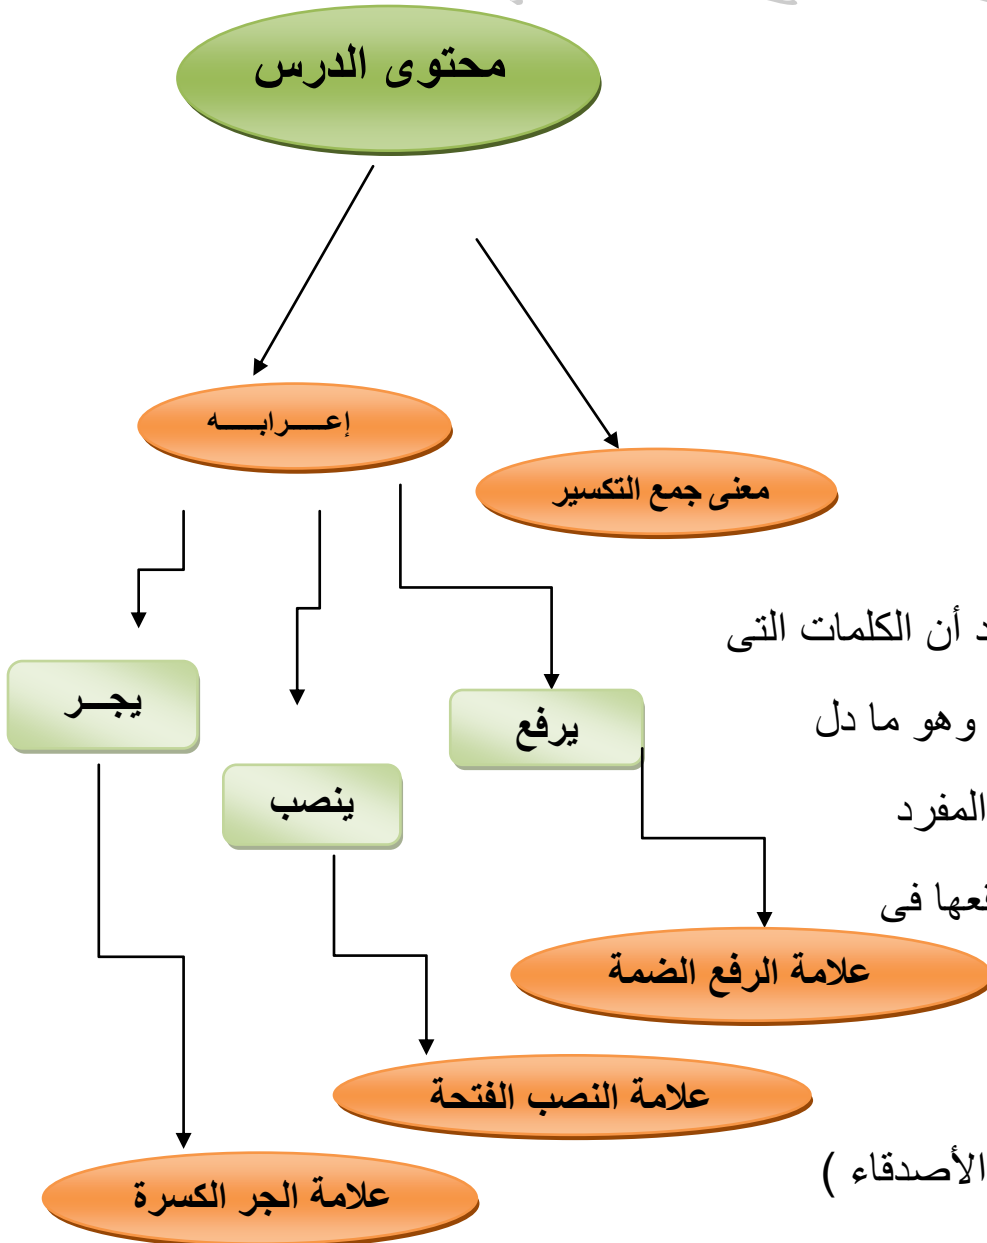 محتوى الدرس
إعـــرابـــه
معنى جمع التكسير
أن الكلمات التى
يجــر
يرفع
وهو ما دل
ينصب
المفرد
فى
علامة الرفع الضمة
علامة النصب الفتحة
الأصدقاء )
علامة الجر الكسرة